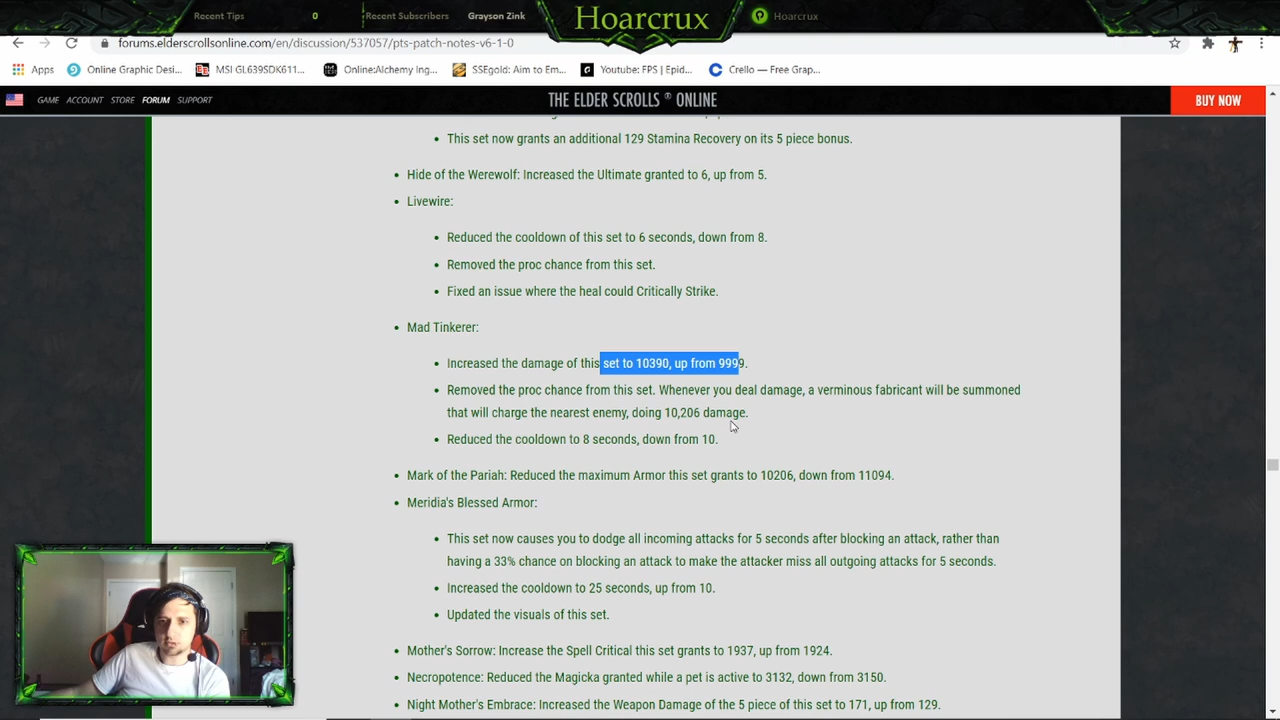 Recent Tips
0
Recent Subscribers
Grayson Zink
Hoarcrux
Hoarcrux
forums.elderscrollsonline.com/en/discussion/537057/pts-patch-notes-v6-1-0
Apps
Online Graphic Desi...
MSI GL639SDK611...
Online:Alchemy Ing...
SSEgold: Aim to Em...
Youtube: FPS | Epid...
Crello — Free Grap...
GAME ACCOUNT STORE FORUM SUPPORT
THE ELDER SCROLLS ® ONLINE
BUY NOW
• This set now grants an additional 129 Stamina Recovery on its 5 piece bonus.
• Hide of the Werewolf: Increased the Ultimate granted to 6, up from 5.
• Livewire:
• Reduced the cooldown of this set to 6 seconds, down from 8.
• Removed the proc chance from this set.
• Fixed an issue where the heal could Critically Strike.
• Mad Tinkerer:
• Increased the damage of this set to 10390, up from 9999.
• Removed the proc chance from this set. Whenever you deal damage, a verminous fabricant will be summoned
that will charge the nearest enemy, doing 10,206 damage.
• Reduced the cooldown to 8 seconds, down from 10.
• Mark of the Pariah: Reduced the maximum Armor this set grants to 10206, down from 11094.
• Meridia's Blessed Armor:
• This set now causes you to dodge all incoming attacks for 5 seconds after blocking an attack, rather than
having a 33% chance on blocking an attack to make the attacker miss all outgoing attacks for 5 seconds.
• Increased the cooldown to 25 seconds, up from 10.
• Updated the visuals of this set.
• Mother's Sorrow: Increase the Spell Critical this set grants to 1937, up from 1924.
• Necropotence: Reduced the Magicka granted while a pet is active to 3132, down from 3150.
• Night Mother's Embrace: Increased the Weapon Damage of the 5 piece of this set to 171, up from 129.